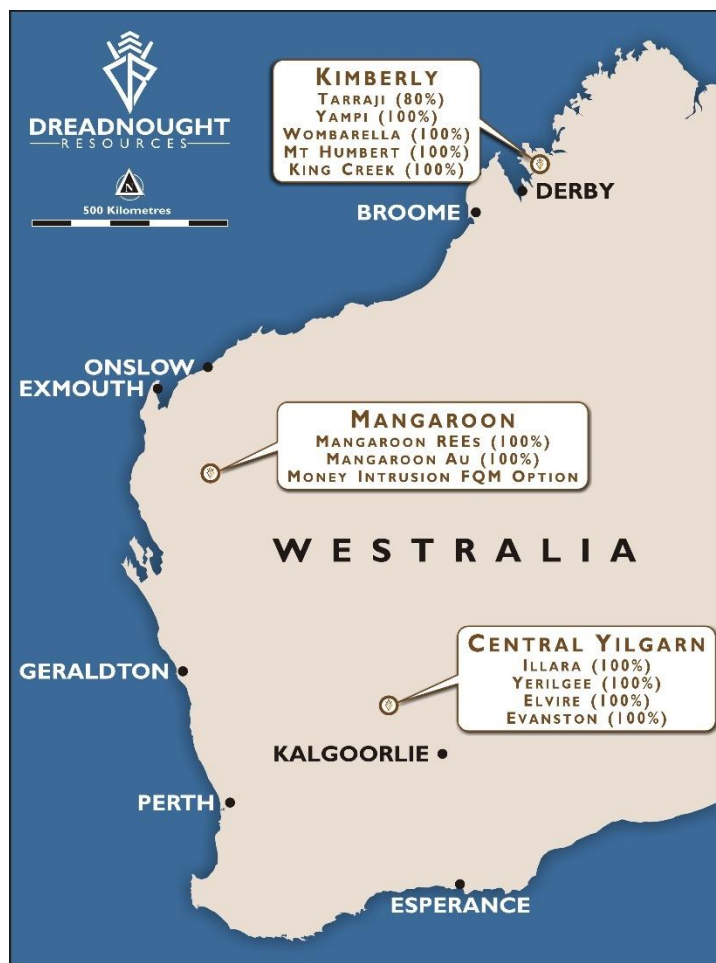 DREADNOUGHT
RESOURCES
N
500 Kilometres
KIMBERLY
TARRAJI (80%)
YAMPI (100%)
WOMBARELLA (100%)
MT HUMBERT (100%)
KING CREEK (100%)
DERBY
BROOME
ONSLOW
EXMOUTH
MANGAROON
MANGAROON REES (100%)
MANGAROON AU (100%)
MONEY INTRUSION FQM OPTION
WESTRALIA
CENTRAL YILGARN
ILLARA (100%)
YERILGEE (100%)
ELVIRE (100%)
EVANSTON (100%)
GERALDTON
KALGOORLIE
PERTH
ESPERANCE